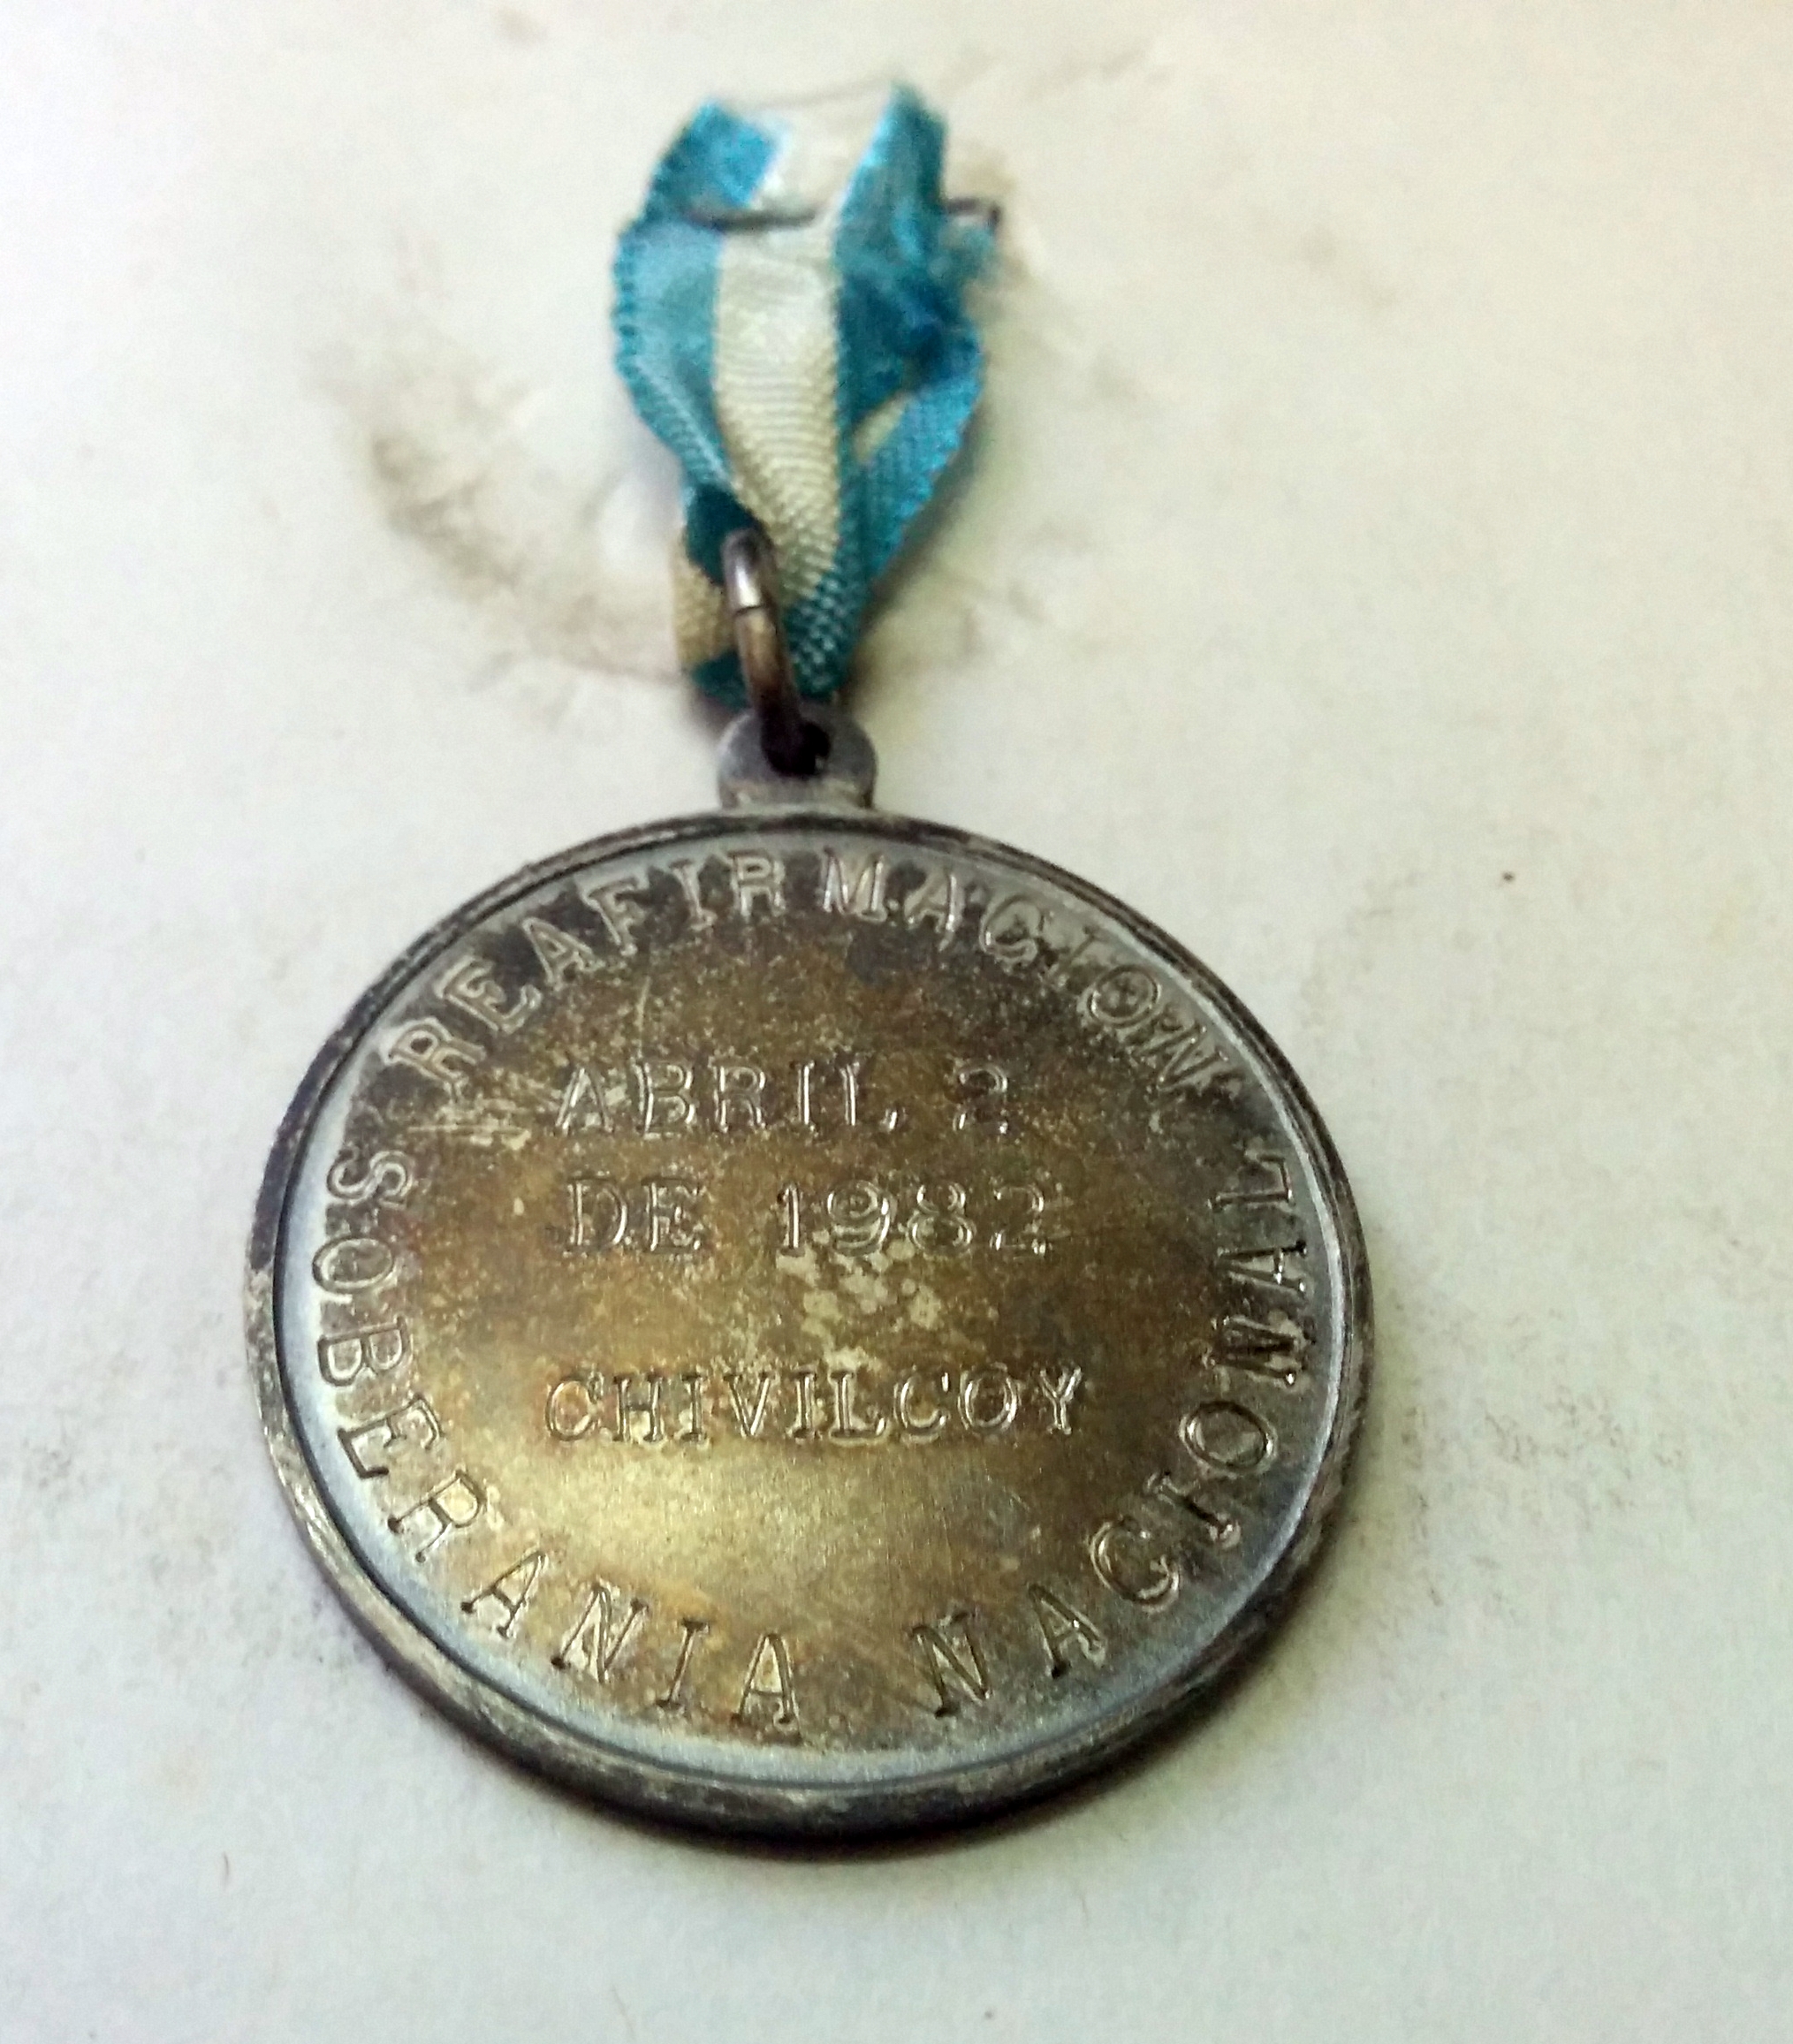 REAFIRMACION
ABRIL 2
DE 1982
CHIVILCOY
SOBERANIA NACIONAL